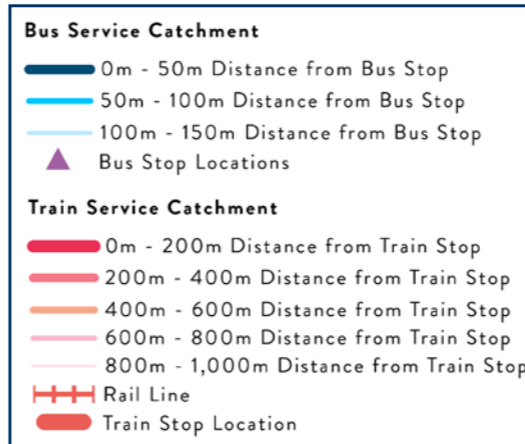 Bus Service Catchment
0m - 50m Distance from Bus Stop
50m - 100m Distance from Bus Stop
100m - 150m Distance from Bus Stop
Bus Stop Locations
Train Service Catchment
0m - 200m Distance from Train Stop
200m - 400m Distance from Train Stop
400m - 600m Distance from Train Stop
600m - 800m Distance from Train Stop
800m - 1,000m Distance from Train Stop
Rail Line
Train Stop Location